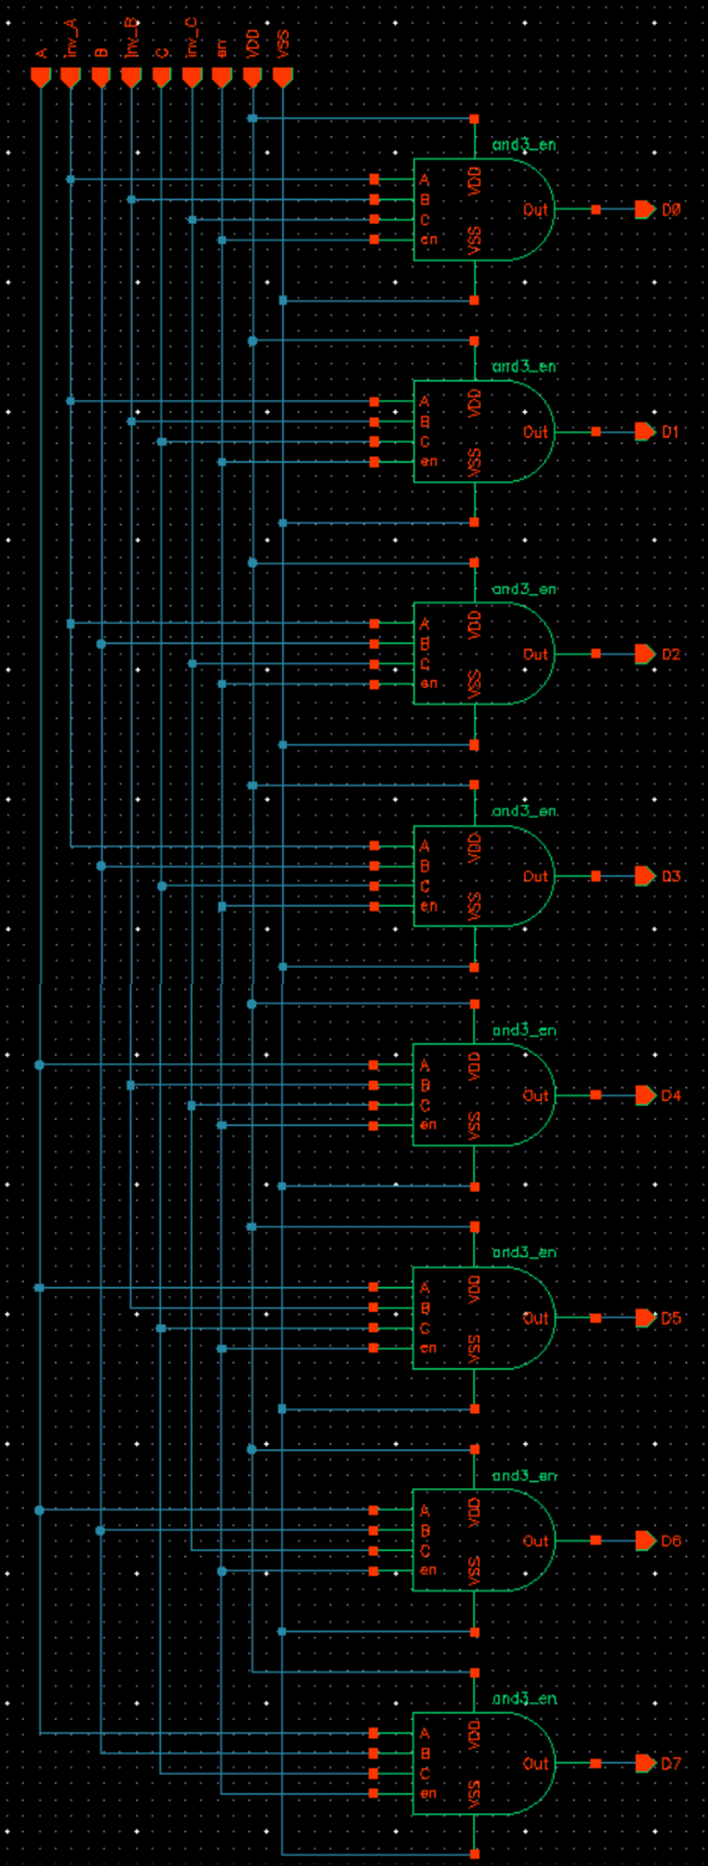 A inv_A B inv_B C inv_C en VDD VSS
and3_en
VDD
A
B
C
en
VSS
Out
D0
and3_en
VDD
A
B
C
en
VSS
Out
D1
and3_en
VDD
A
B
C
en
VSS
Out
D2
and3_en
VDD
A
B
C
en
VSS
Out
D3
and3_en
VDD
A
B
C
en
VSS
Out
D4
and3_en
VDD
A
B
C
en
VSS
Out
D5
and3_en
VDD
A
B
C
en
VSS
Out
D6
and3_en
VDD
A
B
C
en
VSS
Out
D7